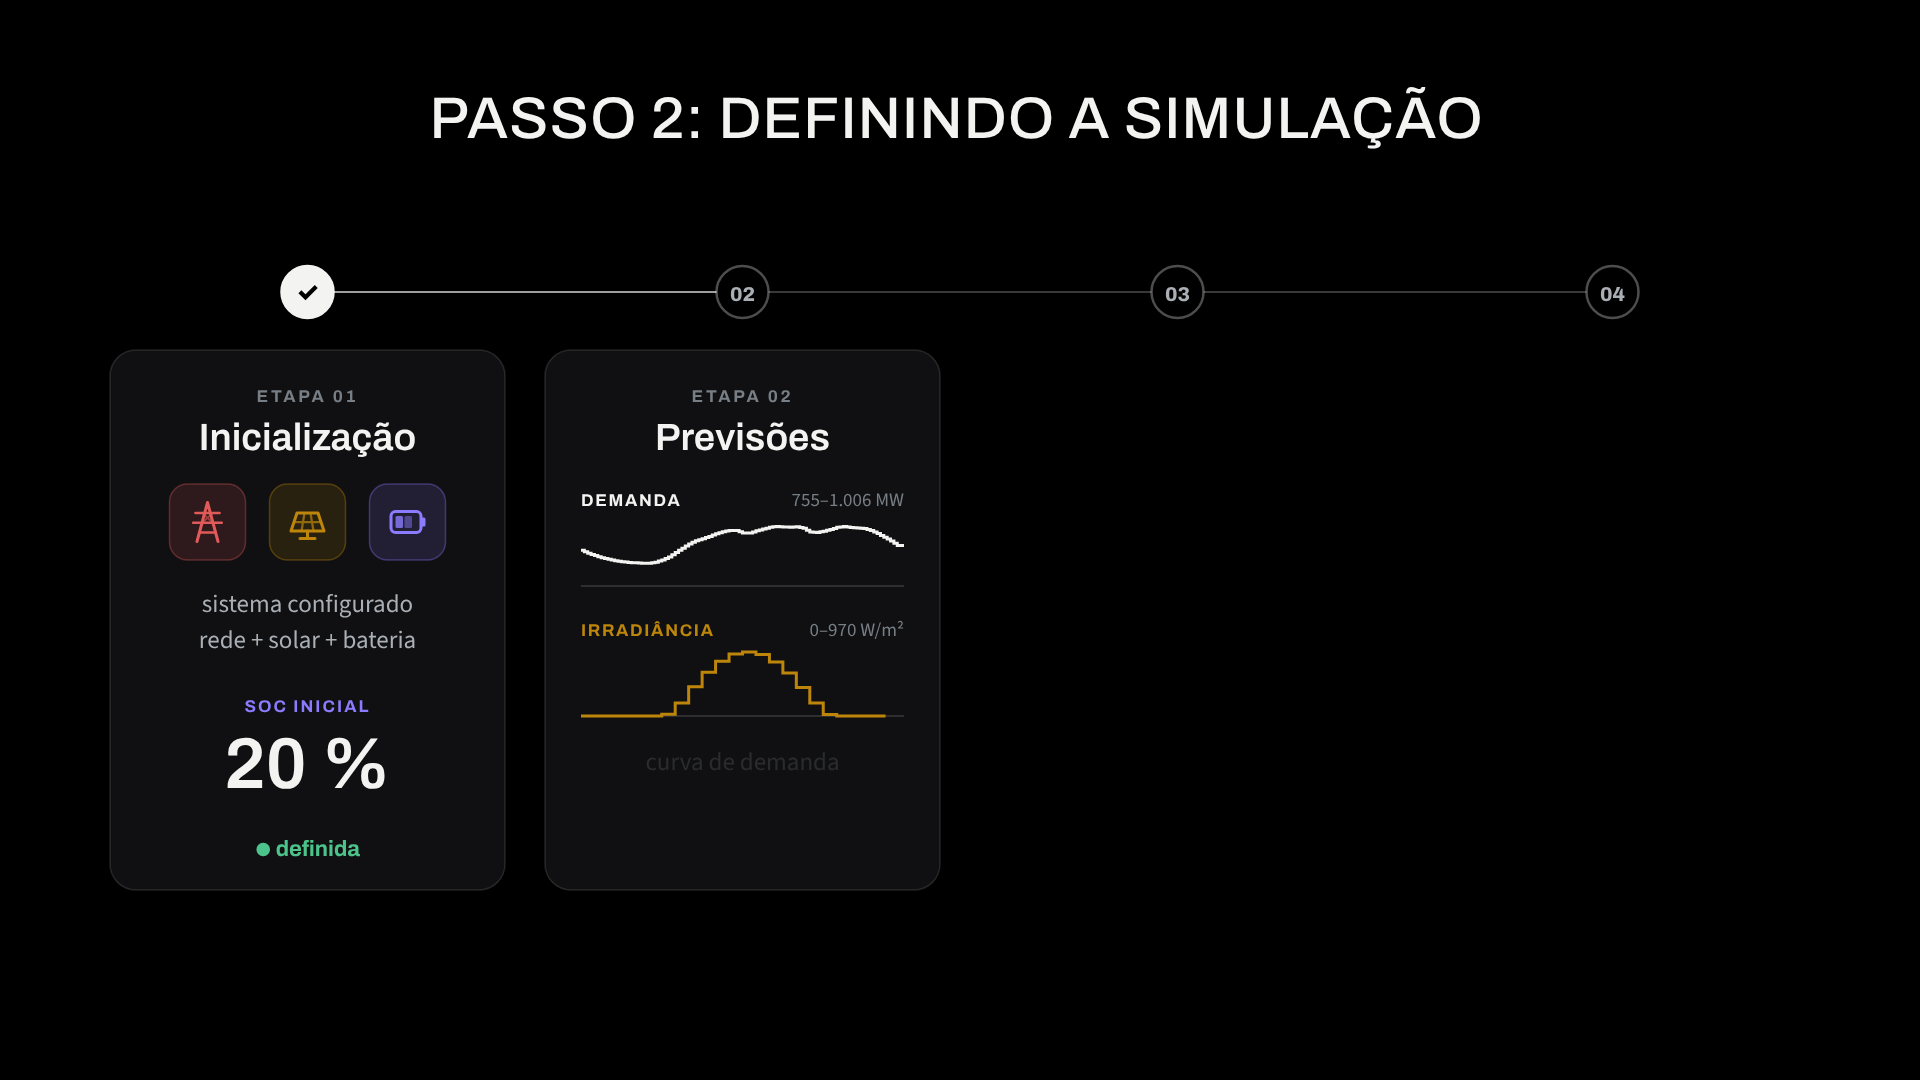 PASSO 2: DEFININDO A SIMULAÇÃO
02
03
04
ETAPA 01
Inicialização
sistema configurado
rede + solar + bateria
SOC INICIAL
20 %
definida
ETAPA 02
Previsões
DEMANDA
755–1.006 MW
IRRADIÂNCIA
0–970 W/m²
curva de demanda